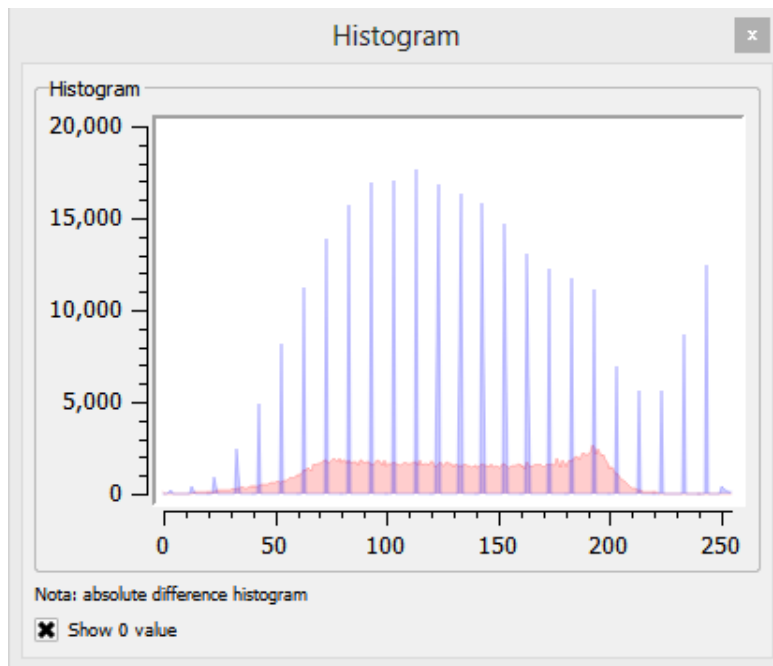 Histogram
x
Histogram
20,000
15,000
10,000
5,000
0
0 50 100 150 200 250
Nota: absolute difference histogram
Show 0 value